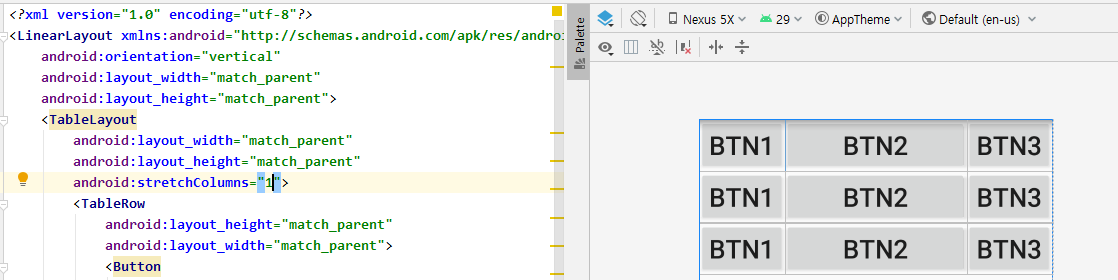 <?xml version="1.0" encoding="utf-8"?>
<LinearLayout xmlns:android="http://schemas.android.com/apk/res/andro
android:orientation="vertical"
android:layout_width="match_parent"
android:layout_height="match_parent">
<TableLayout
android:layout_width="match_parent"
android:layout_height="match_parent"
android:stretchColumns="1">
<TableRow
android:layout_height="match_parent"
android:layout_width="match_parent">
<Button
Palette
Nexus 5X 29 AppTheme Default (en-us)
BTN1 BTN2 BTN3
BTN1 BTN2 BTN3
BTN1 BTN2 BTN3